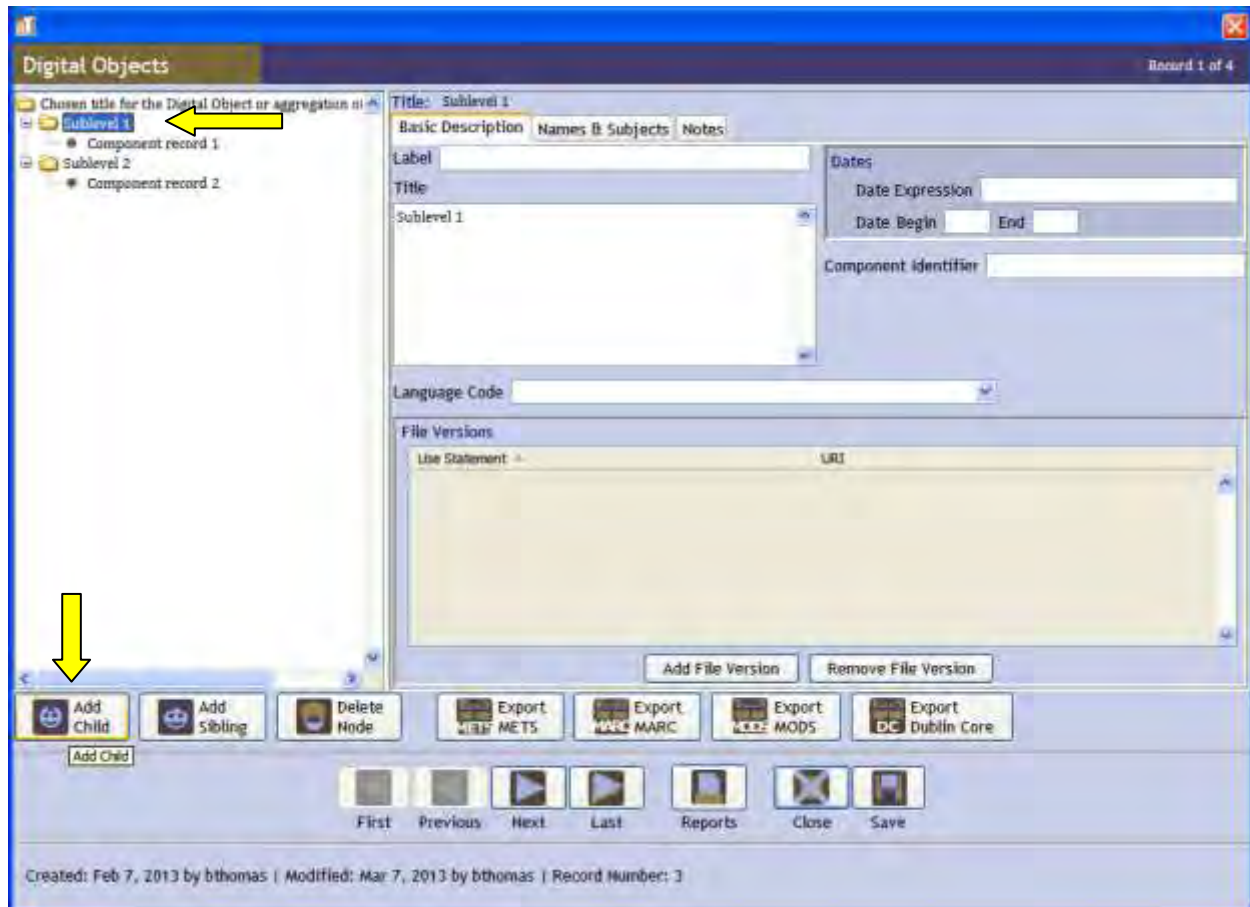 Digital Objects
Record 1 of 4
Chosen title for the Digital Object or aggregation
Sublevel 1
Component record 1
Sublevel 2
Component record 2
Title: Sublevel 1
Basic Description Names & Subjects Notes
Label
Title
Sublevel 1
Dates
Date Expression
Date Begin End
Component Identifier
Language Code
File Versions
Use Statement URI
Add File Version Remove File Version
Add Child
Add Sibling
Delete Node
Export METS
Export MARC
Export MODS
DC Export Dublin Core
Add Child
First Previous Next Last Reports Close Save
Created: Feb 7, 2013 by bthomas | Modified: Mar 7, 2013 by bthomas | Record Number: 3